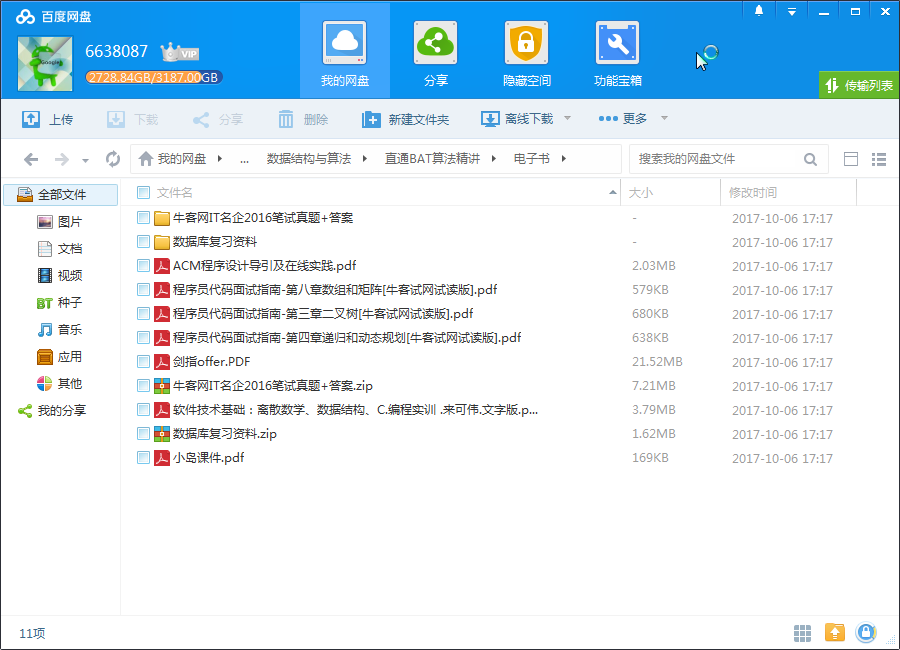 百度网盘
6638087 VIP
2728.84GB/3187.00GB
我的网盘 分享 隐藏空间 功能宝箱
传输列表
上传 下载 分享 删除 新建文件夹 离线下载 更多
我的网盘 ... 数据结构与算法 直通BAT算法精讲 电子书 搜索我的网盘文件
全部文件
图片
文档
视频
BT 种子
音乐
应用
其他
我的分享
文件名 大小 修改时间
牛客网IT名企2016笔试真题+答案 - 2017-10-06 17:17
数据库复习资料 - 2017-10-06 17:17
ACM程序设计导引及在线实践.pdf 2.03MB 2017-10-06 17:17
程序员代码面试指南-第八章数组和矩阵[牛客试网试读版].pdf 579KB 2017-10-06 17:17
程序员代码面试指南-第三章二叉树[牛客试网试读版].pdf 680KB 2017-10-06 17:17
程序员代码面试指南-第四章递归和动态规划[牛客试网试读版].pdf 638KB 2017-10-06 17:17
剑指offer.PDF 21.52MB 2017-10-06 17:17
牛客网IT名企2016笔试真题+答案.zip 7.21MB 2017-10-06 17:17
软件技术基础：离散数学、数据结构、C.编程实训 .来可伟.文字版.p... 3.79MB 2017-10-06 17:17
数据库复习资料.zip 1.62MB 2017-10-06 17:17
小岛课件.pdf 169KB 2017-10-06 17:17
11项